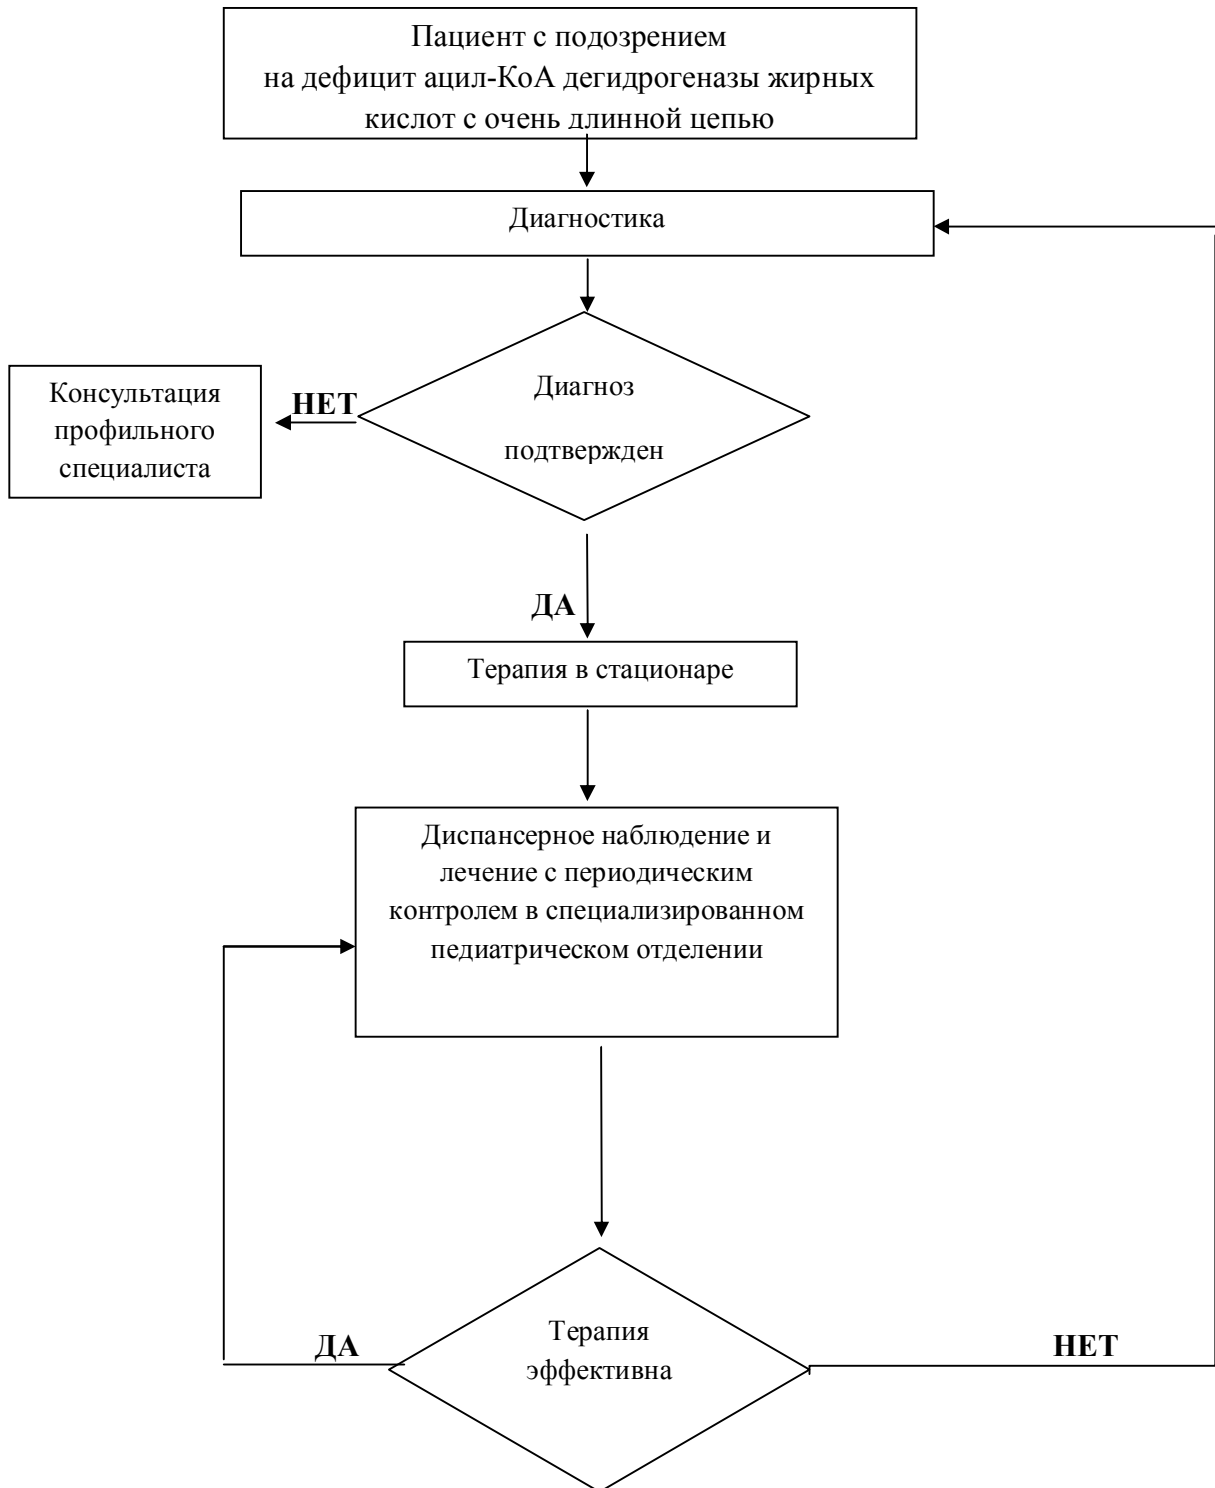 Пациент с подозрением
на дефицит ацил-КоА дегидрогеназы жирных
кислот с очень длинной цепью
Диагностика
Консультация
профильного
специалиста
НЕТ
Диагноз
подтвержден
ДА
Терапия в стационаре
Диспансерное наблюдение и
лечение с периодическим
контролем в специализированном
педиатрическом отделении
ДА
Терапия
эффективна
НЕТ